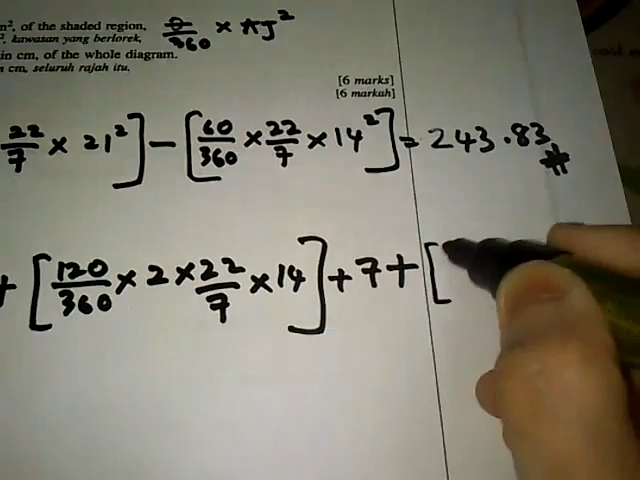 m², of the shaded region, θ/360 × πj²
², kawasan yang berlorek,
in cm, of the whole diagram.
cm, seluruh rajah itu.
[6 marks]
[6 markah]
22/7 × 21²] − [60/360 × 22/7 × 14²] = 243.83
+ [120/360 × 2 × 22/7 × 14] + 7 + [